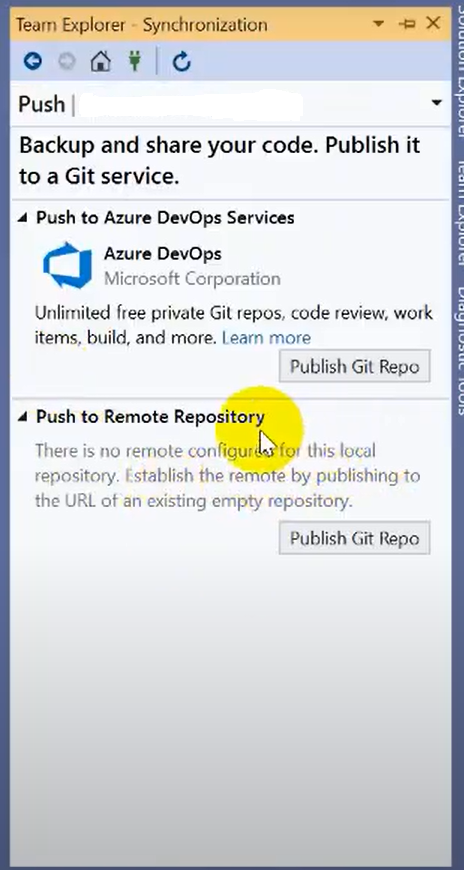 Team Explorer - Synchronization
Push |
Backup and share your code. Publish it
to a Git service.
Push to Azure DevOps Services
Azure DevOps
Microsoft Corporation
Unlimited free private Git repos, code review, work
items, build, and more. Learn more
Publish Git Repo
Push to Remote Repository
There is no remote configured for this local
repository. Establish the remote by publishing to
the URL of an existing empty repository.
Publish Git Repo
Solution Explorer
Team Explorer
Diagnostic Tools